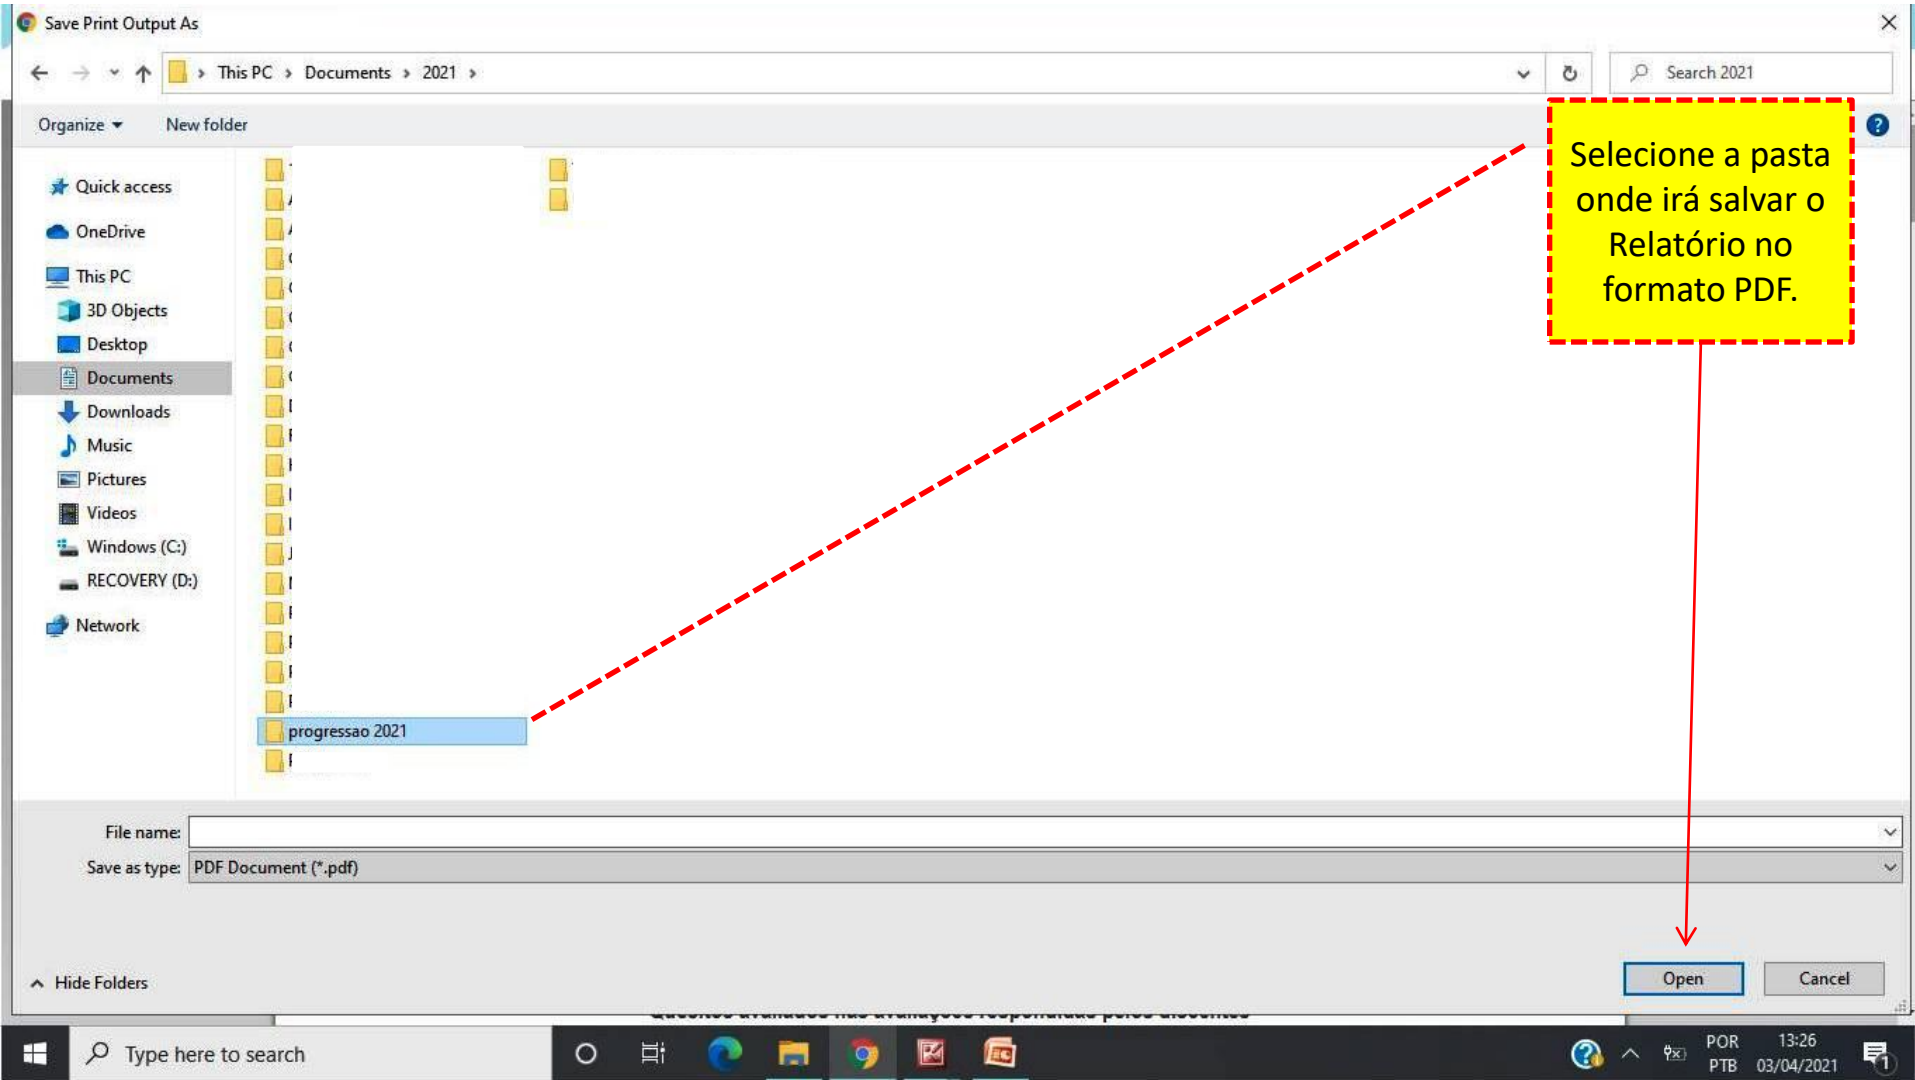 Save Print Output As
This PC > Documents > 2021 >
Search 2021
Organize
New folder
Selecione a pasta
onde irá salvar o
Relatório no
formato PDF.
Quick access
OneDrive
This PC
3D Objects
Desktop
Documents
Downloads
Music
Pictures
Videos
Windows (C:)
RECOVERY (D:)
Network
progressao 2021
File name:
Save as type: PDF Document (*.pdf)
Hide Folders
Open
Cancel
Type here to search
POR
PTB
13:26
03/04/2021
1